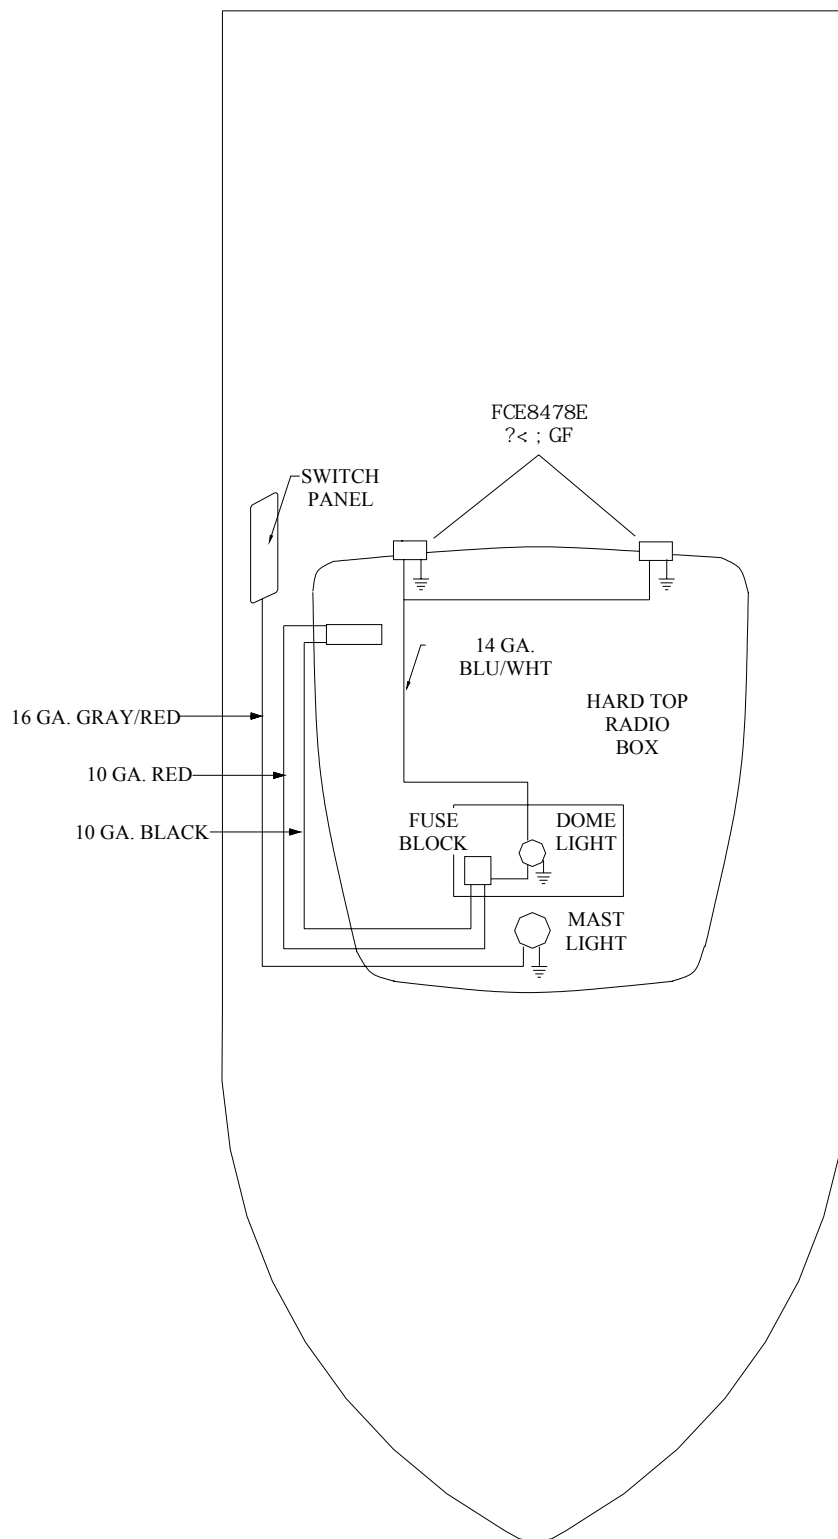 FCE8478E
?< ; GF
SWITCH
PANEL
14 GA.
BLU/WHT
HARD TOP
RADIO
BOX
16 GA. GRAY/RED
10 GA. RED
10 GA. BLACK
FUSE
BLOCK
DOME
LIGHT
MAST
LIGHT